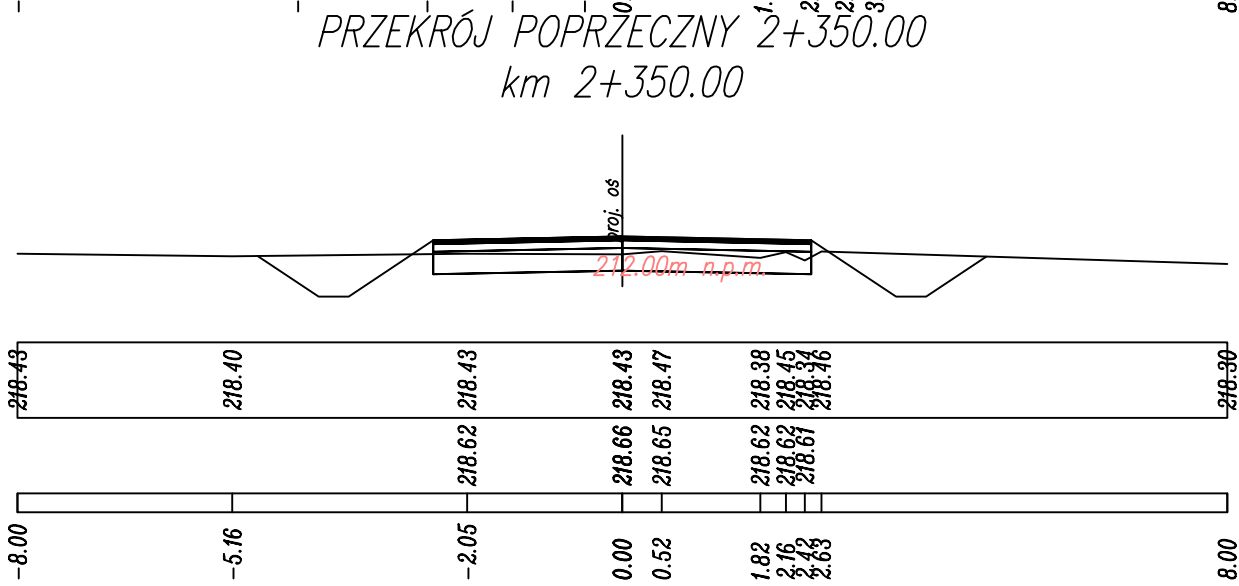 PRZEKRÓJ POPRZECZNY 2+350.00
km 2+350.00
proj. oś
212.00m n.p.m.
218.43 218.40 218.43 218.43 218.47 218.38 218.45 218.34 218.46 218.30
218.62 218.66 218.65 218.62 218.62 218.61
-8.00 -5.16 -2.05 0.00 0.52 1.82 2.16 2.42 2.63 8.00